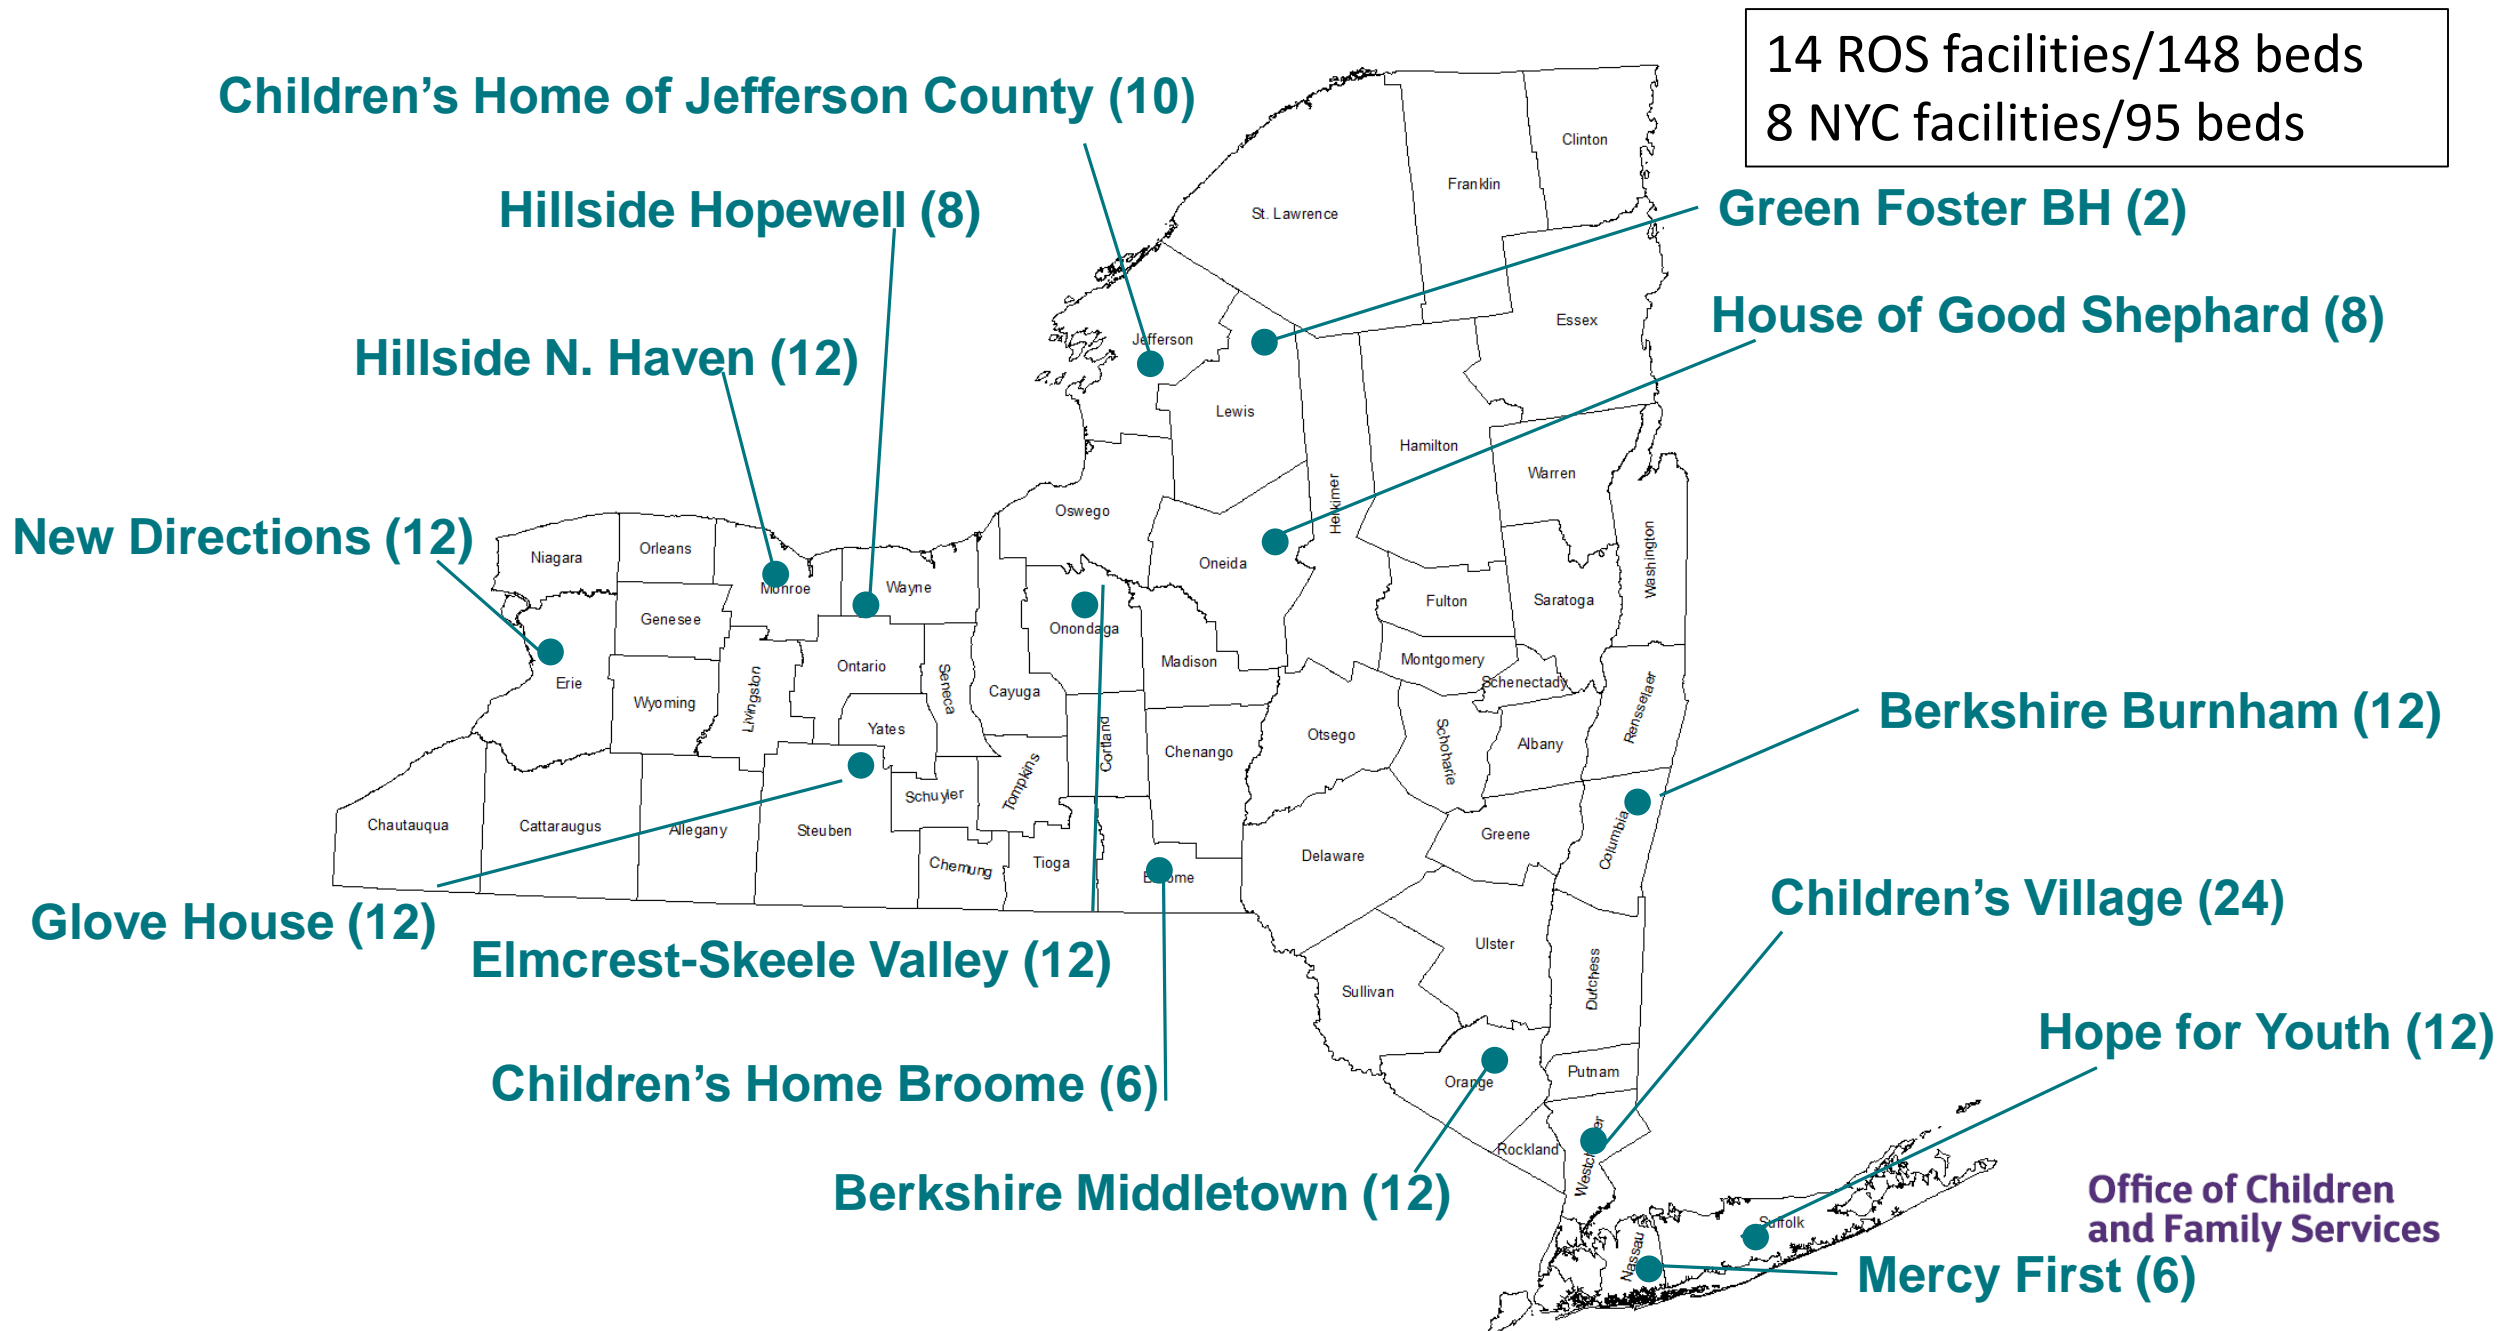 14 ROS facilities/148 beds
8 NYC facilities/95 beds
Children’s Home of Jefferson County (10)
Hillside Hopewell (8)
Hillside N. Haven (12)
New Directions (12)
Green Foster BH (2)
House of Good Shephard (8)
Berkshire Burnham (12)
Children’s Village (24)
Hope for Youth (12)
Glove House (12)
Elmcrest-Skeele Valley (12)
Children’s Home Broome (6)
Berkshire Middletown (12)
Mercy First (6)
Clinton
Franklin
St. Lawrence
Essex
Jefferson
Lewis
Hamilton
Herkimer
Warren
Washington
Oswego
Oneida
Niagara
Orleans
Monroe
Wayne
Genesee
Fulton
Saratoga
Onondaga
Madison
Montgomery
Schenectady
Erie
Wyoming
Livingston
Ontario
Seneca
Cayuga
Yates
Cortland
Chenango
Otsego
Schoharie
Albany
Rensselaer
Chautauqua
Cattaraugus
Allegany
Steuben
Schuyler
Tompkins
Chemung
Tioga
Broome
Delaware
Greene
Columbia
Ulster
Dutchess
Sullivan
Orange
Putnam
Rockland
Westchester
Nassau
Suffolk
Office of Children
and Family Services